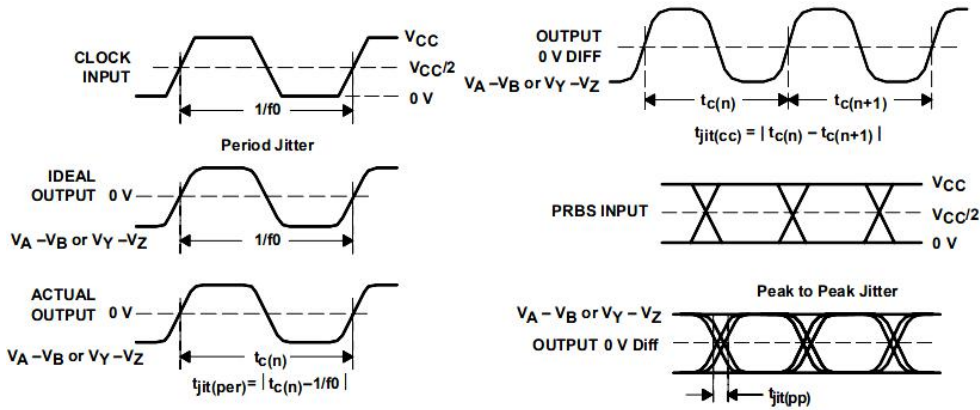 CLOCK
INPUT
VCC
VCC/2
0 V
1/f0
Period Jitter
IDEAL
OUTPUT 0 V
VA –VB or VY –VZ
1/f0
ACTUAL
OUTPUT 0 V
VA –VB or VY –VZ
tc(n)
tjit(per)= | tc(n)–1/f0 |
OUTPUT
0 V DIFF
VA –VB or VY –VZ
tc(n)
tc(n+1)
tjit(cc) = | tc(n) – tc(n+1) |
PRBS INPUT
VCC
VCC/2
0 V
Peak to Peak Jitter
VA – VB or VY – VZ
OUTPUT 0 V Diff
tjit(pp)